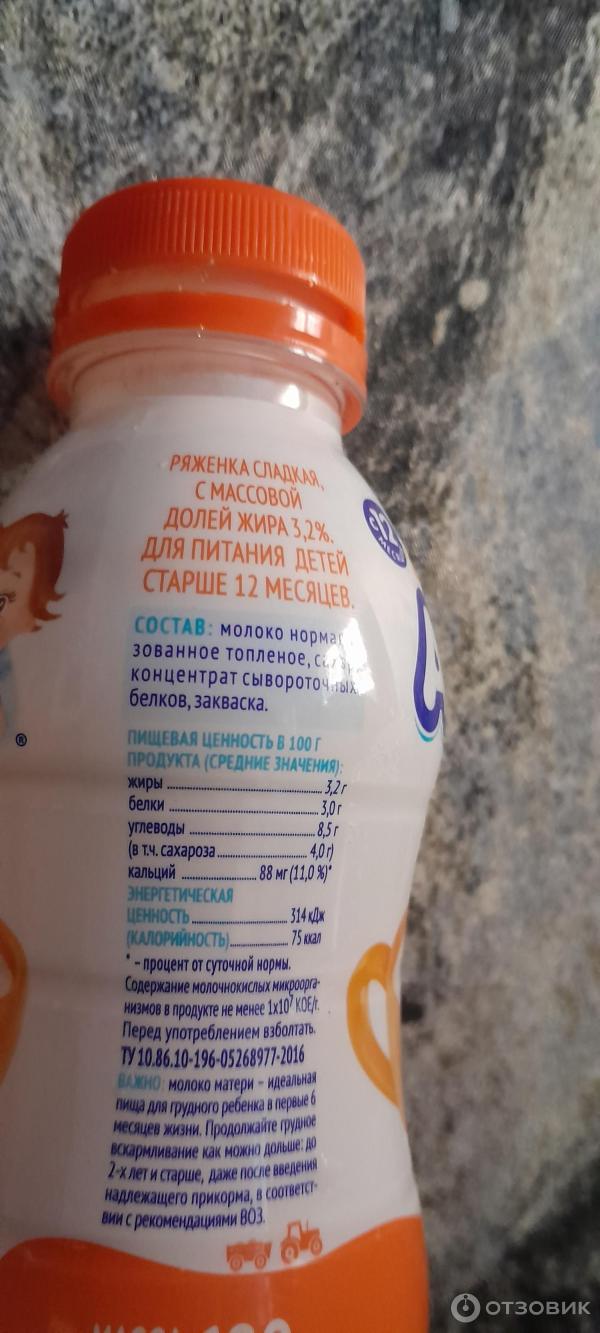 РЯЖЕНКА СЛАДКАЯ,
С МАССОВОЙ
ДОЛЕЙ ЖИРА 3,2%.
ДЛЯ ПИТАНИЯ ДЕТЕЙ
СТАРШЕ 12 МЕСЯЦЕВ.
С 12
СОСТАВ: молоко норма
зованное топленое,
концентрат сывороточных
белков, закваска.
®
ПИЩЕВАЯ ЦЕННОСТЬ В 100 Г
ПРОДУКТА (СРЕДНИЕ ЗНАЧЕНИЯ):
жиры 3,2 г
белки 3,0 г
углеводы 8,5 г
(в т.ч. сахароза 4,0 г)
кальций 88 мг (11,0 %)*
ЭНЕРГЕТИЧЕСКАЯ
ЦЕННОСТЬ 314 кДж
(КАЛОРИЙНОСТЬ) 75 ккал
* – процент от суточной нормы.
Содержание молочнокислых микроорга-
низмов в продукте не менее 1х10⁷ КОЕ/г.
Перед употреблением взболтать.
ТУ 10.86.10-196-05268977-2016
ВАЖНО: молоко матери – идеальная
пища для грудного ребенка в первые 6
месяцев жизни. Продолжайте грудное
вскармливание как можно дольше: до
2-х лет и старше, даже после введения
надлежащего прикорма, в соответст-
вии с рекомендациями ВОЗ.
ОТЗОВИК